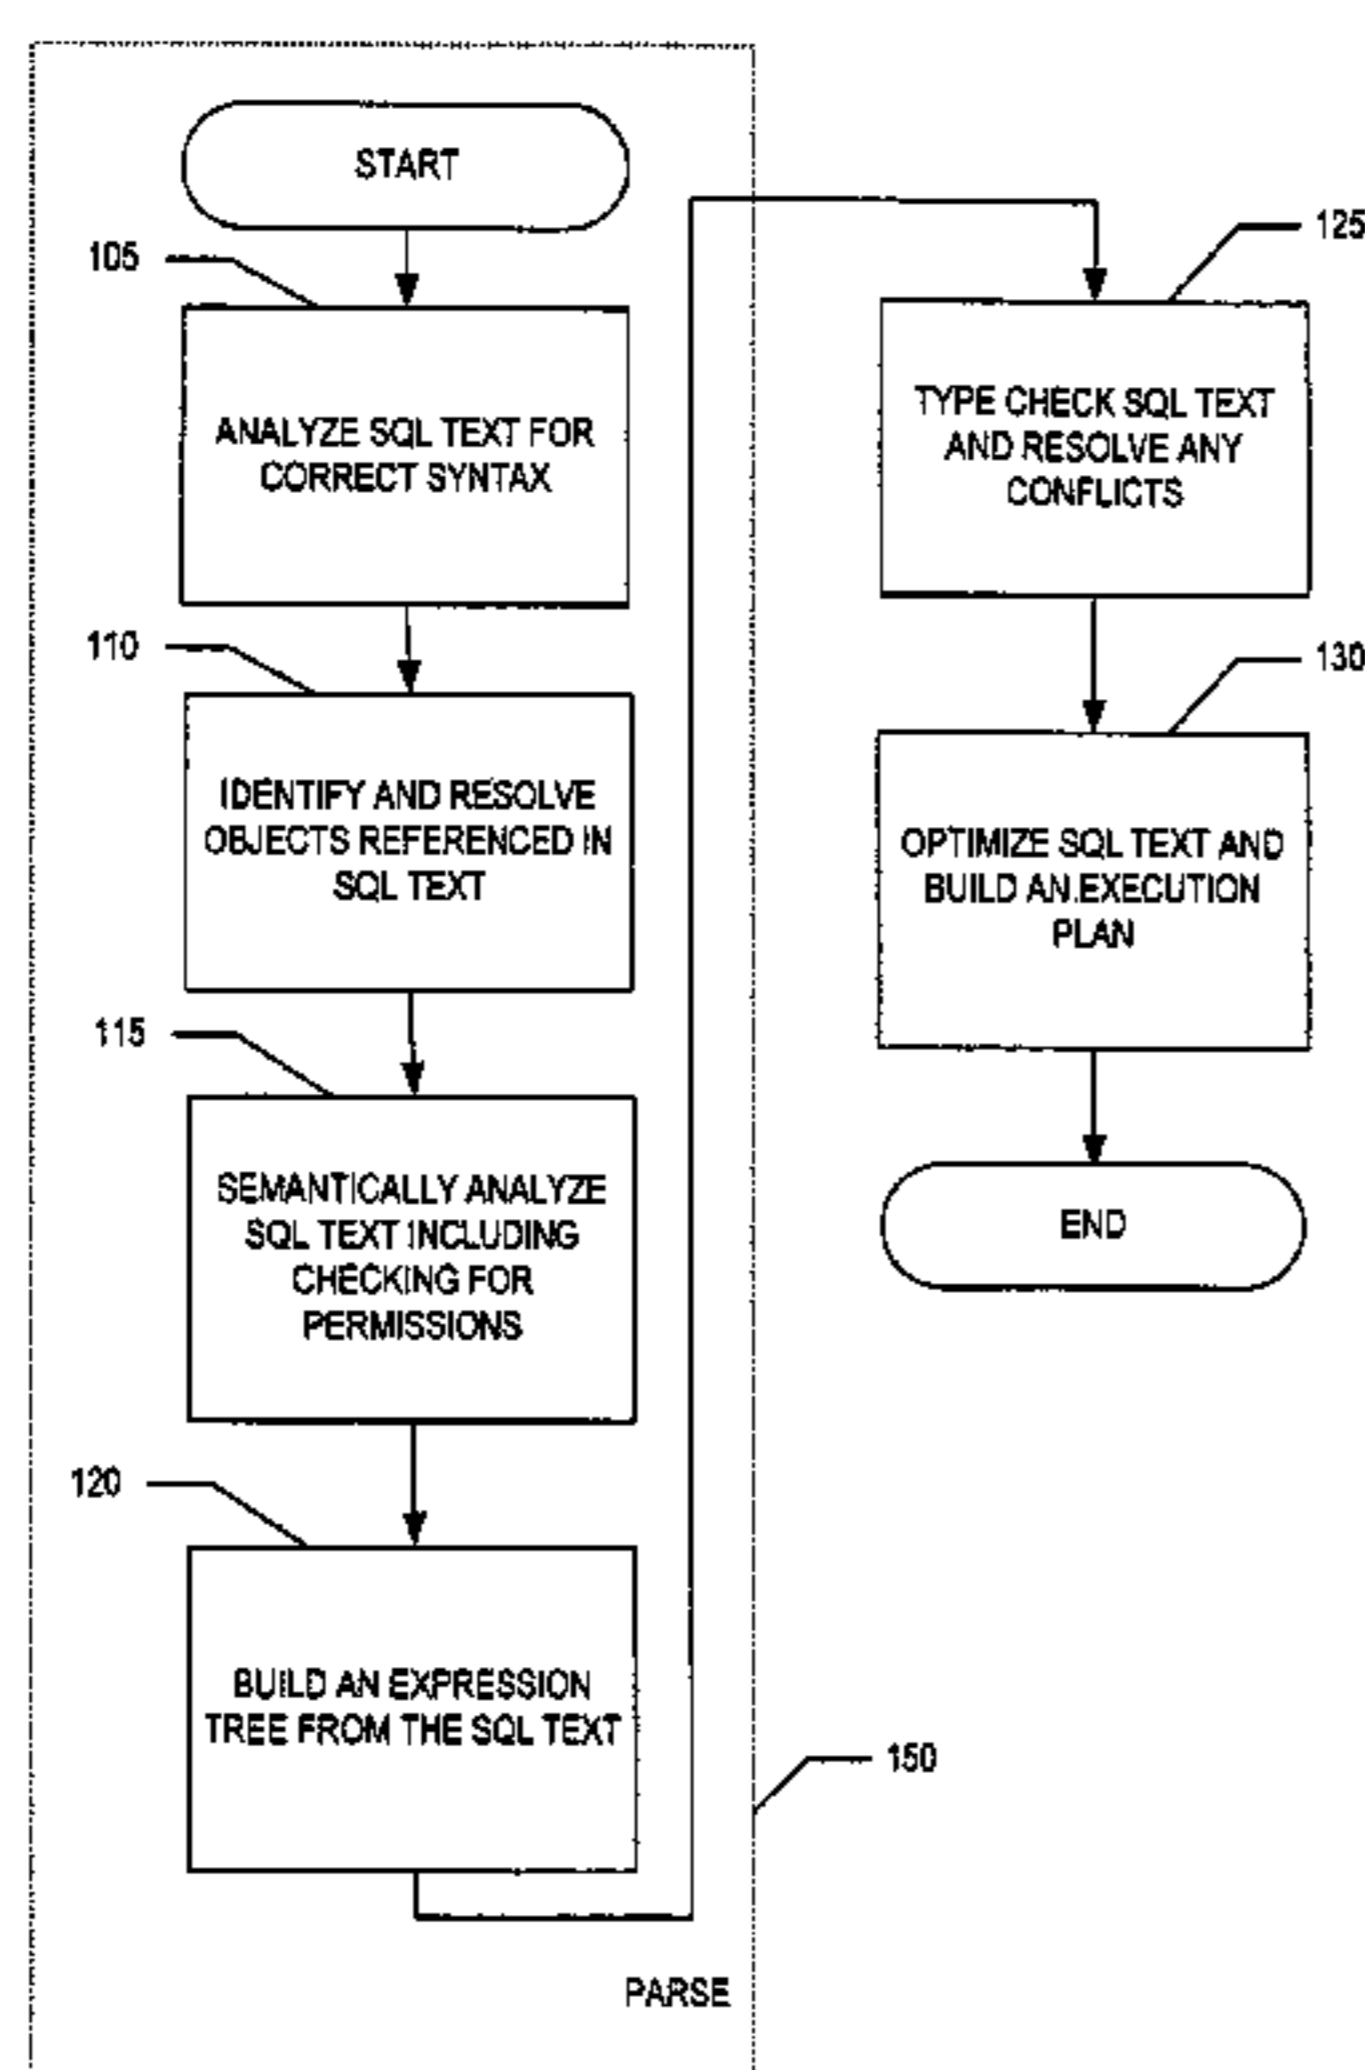 START
105
ANALYZE SQL TEXT FOR
CORRECT SYNTAX
110
IDENTIFY AND RESOLVE
OBJECTS REFERENCED IN
SQL TEXT
115
SEMANTICALLY ANALYZE
SQL TEXT INCLUDING
CHECKING FOR
PERMISSIONS
120
BUILD AN EXPRESSION
TREE FROM THE SQL TEXT
150
PARSE
125
TYPE CHECK SQL TEXT
AND RESOLVE ANY
CONFLICTS
130
OPTIMIZE SQL TEXT AND
BUILD AN EXECUTION
PLAN
END